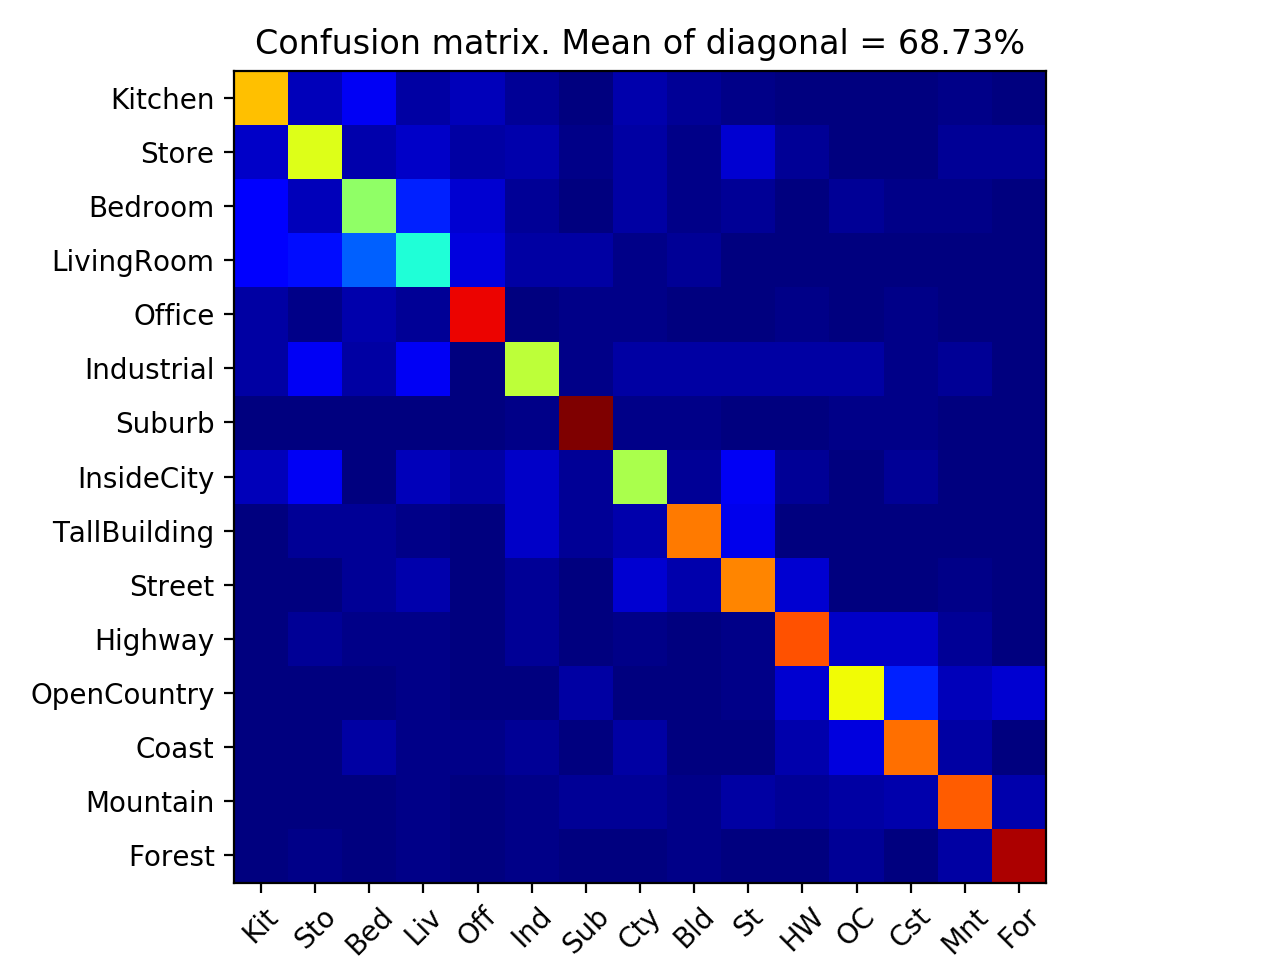 Confusion matrix. Mean of diagonal = 68.73%
Kitchen
Store
Bedroom
LivingRoom
Office
Industrial
Suburb
InsideCity
TallBuilding
Street
Highway
OpenCountry
Coast
Mountain
Forest
Kit Sto Bed Liv Off Ind Sub Cty Bld St HW OC Cst Mnt For